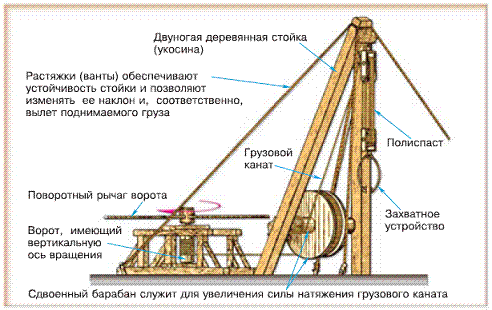 Двуногая деревянная стойка
(укосина)
Растяжки (ванты) обеспечивают
устойчивость стойки и позволяют
изменять ее наклон и, соответственно,
вылет поднимаемого груза
Полиспаст
Грузовой
канат
Поворотный рычаг ворота
Захватное
устройство
Ворот, имеющий
вертикальную
ось вращения
Сдвоенный барабан служит для увеличения силы натяжения грузового каната